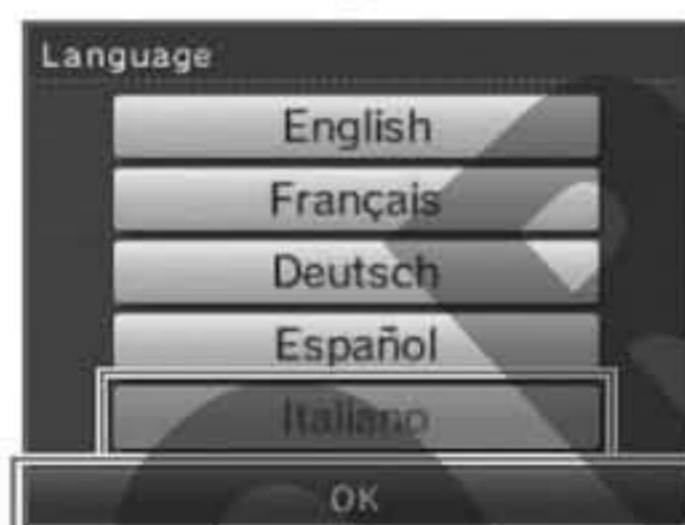 Language
English
Français
Deutsch
Español
Italiano
OK